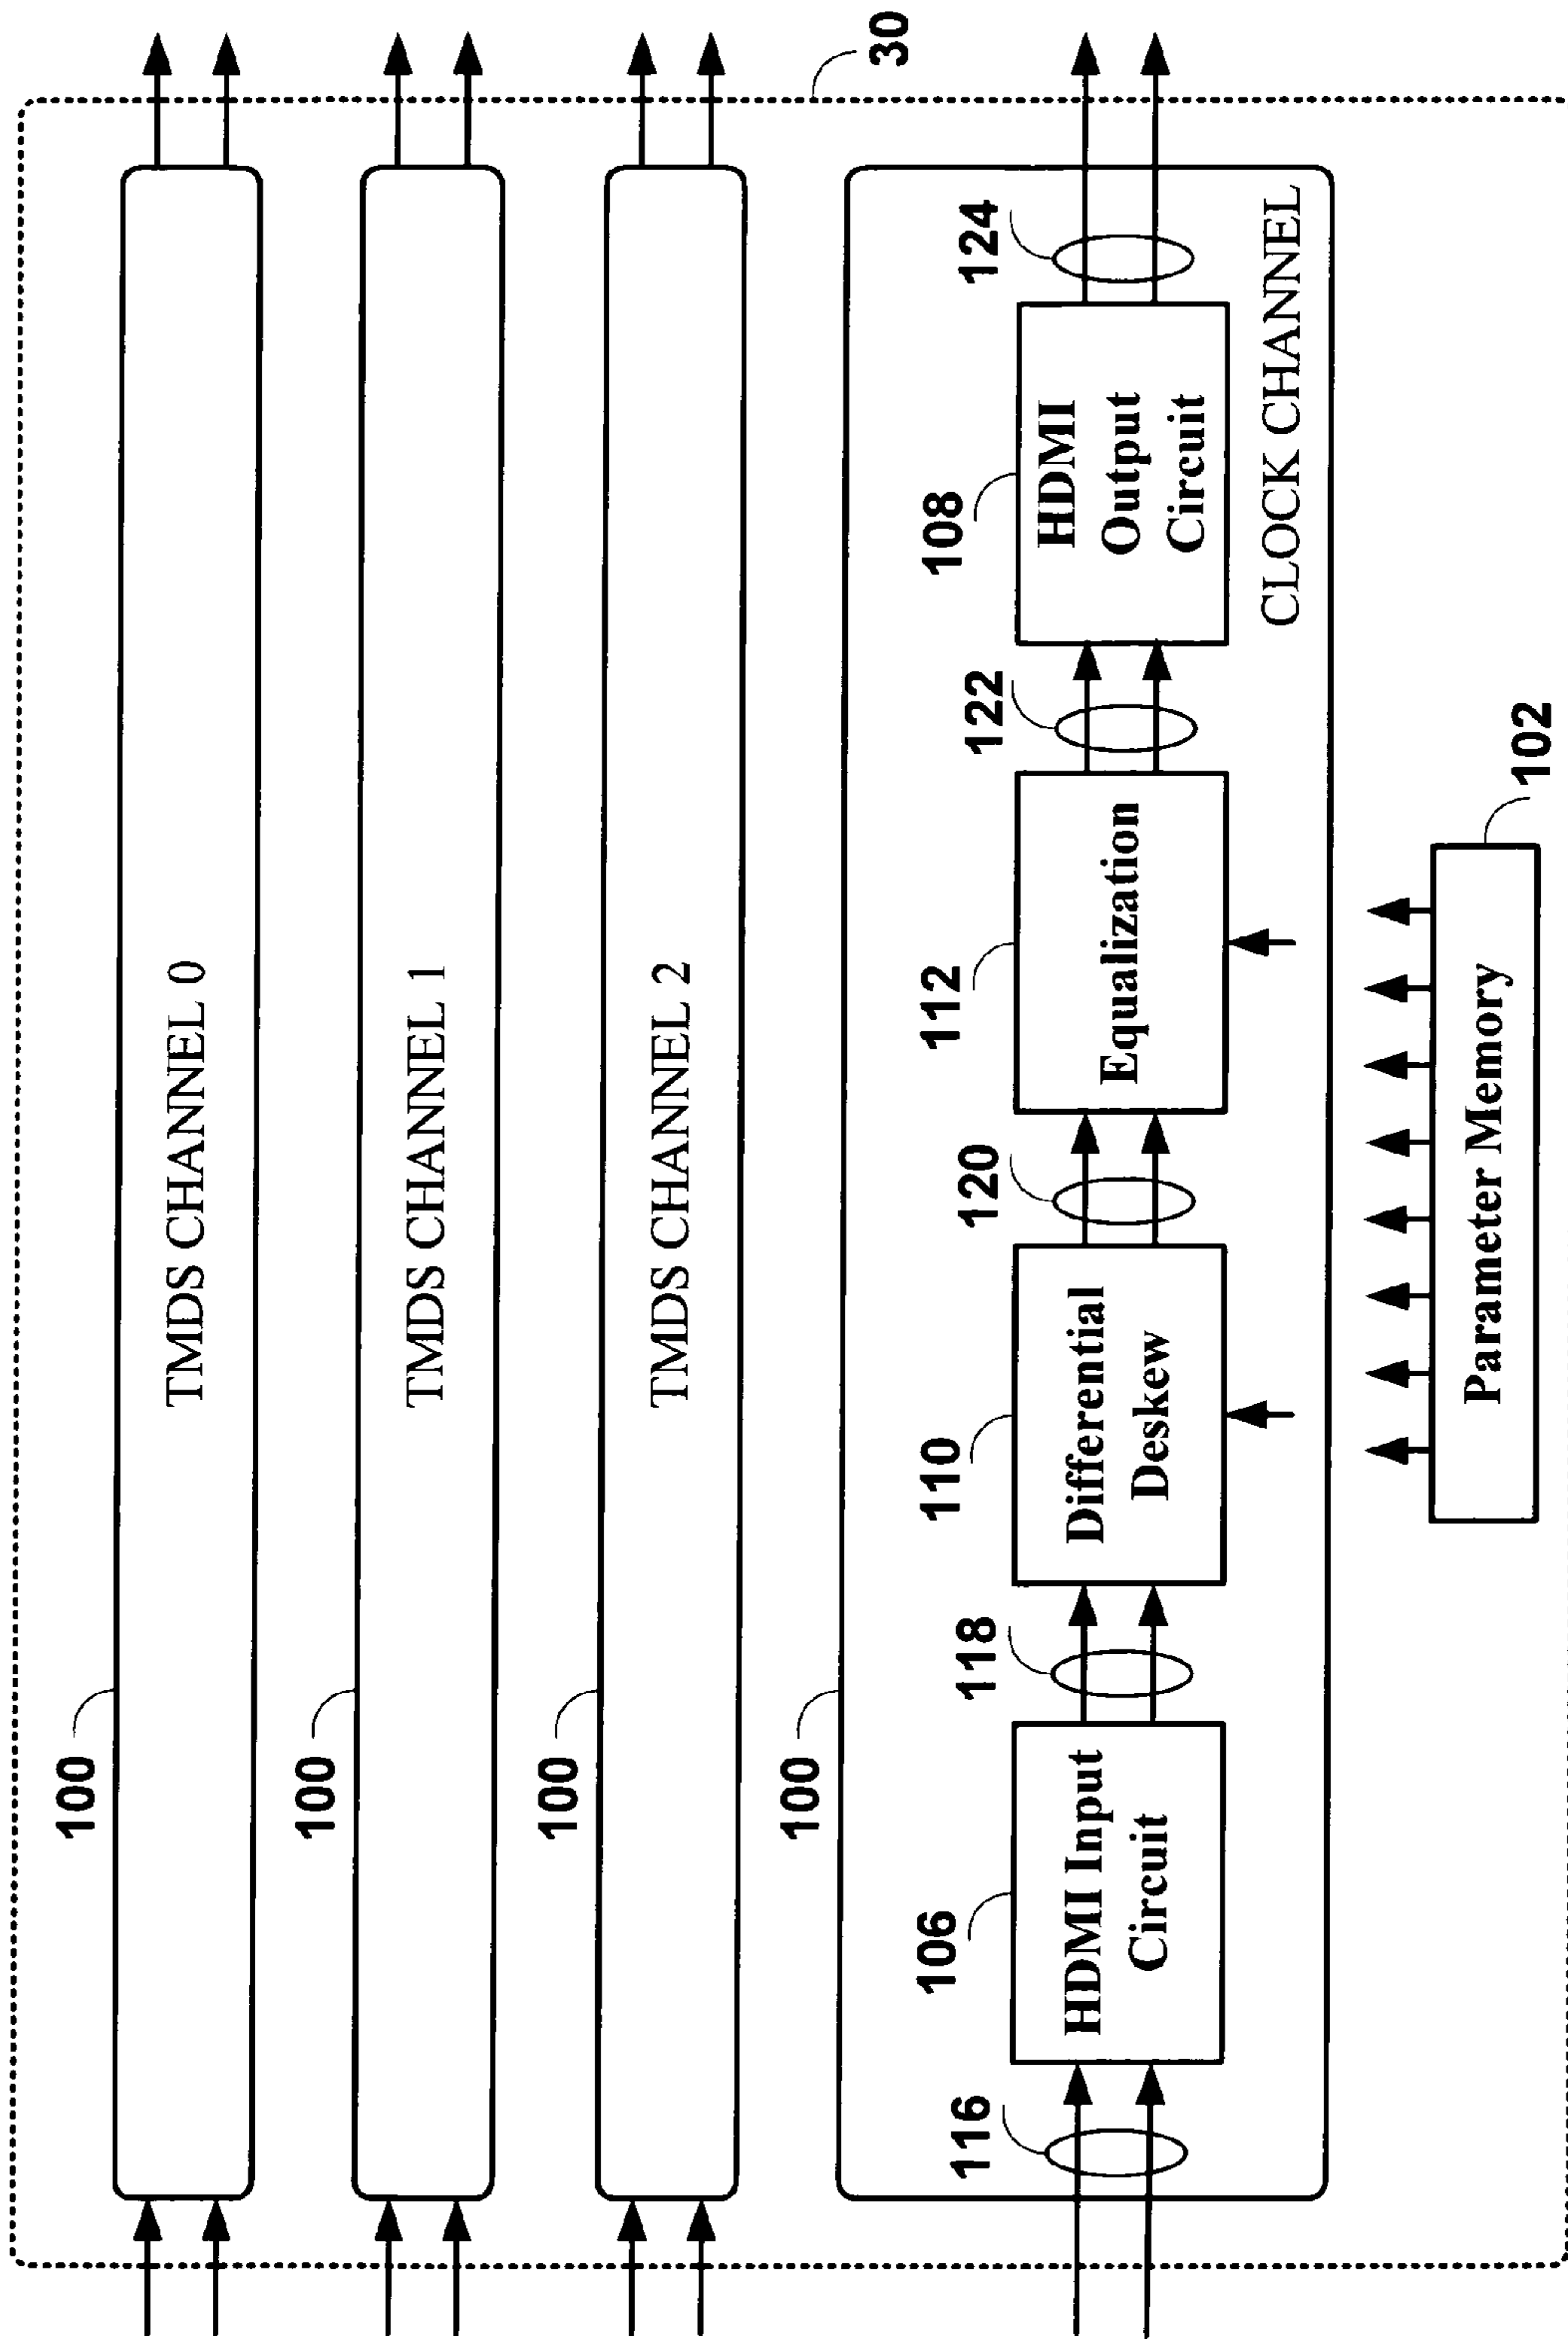 30
100
TMDS CHANNEL 0
100
TMDS CHANNEL 1
100
TMDS CHANNEL 2
100
116
106
HDMI Input
Circuit
118
110
Differential
Deskew
120
112
Equalization
122
108
HDMI
Output
Circuit
124
CLOCK CHANNEL
102
Parameter Memory